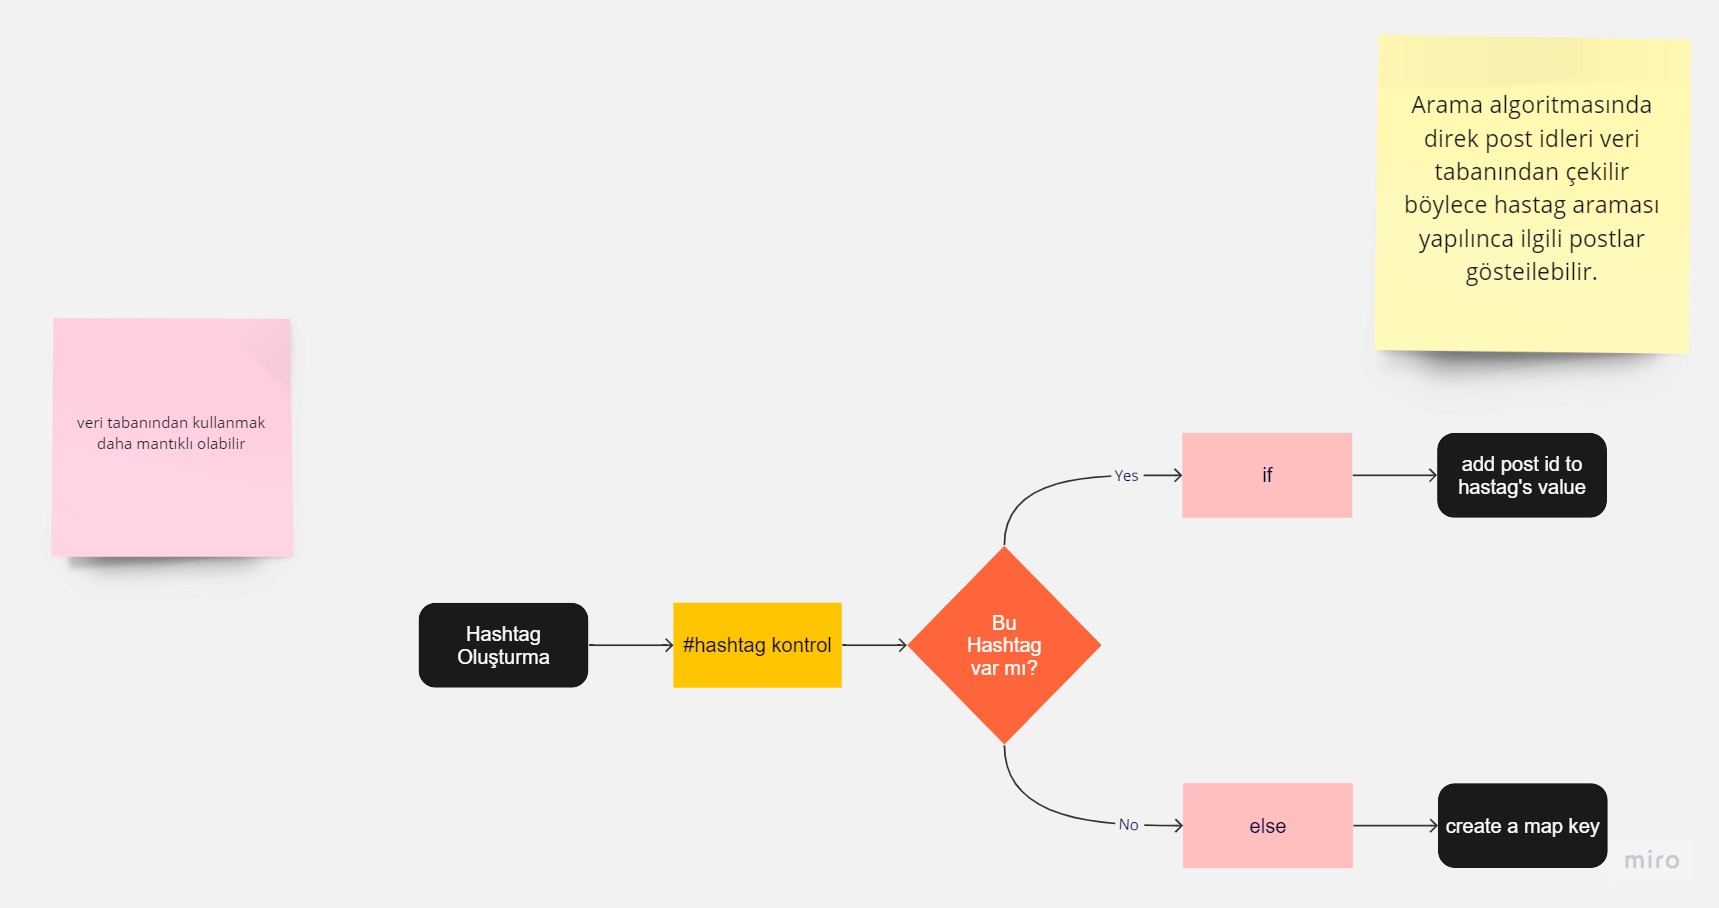 Arama algoritmasında
direk post idleri veri
tabanından çekilir
böylece hastag araması
yapılınca ilgili postlar
gösteilebilir.
veri tabanından kullanmak
daha mantıklı olabilir
Hashtag
Oluşturma
#hashtag kontrol
Bu
Hashtag
var mı?
Yes
if
add post id to
hastag's value
No
else
create a map key
miro